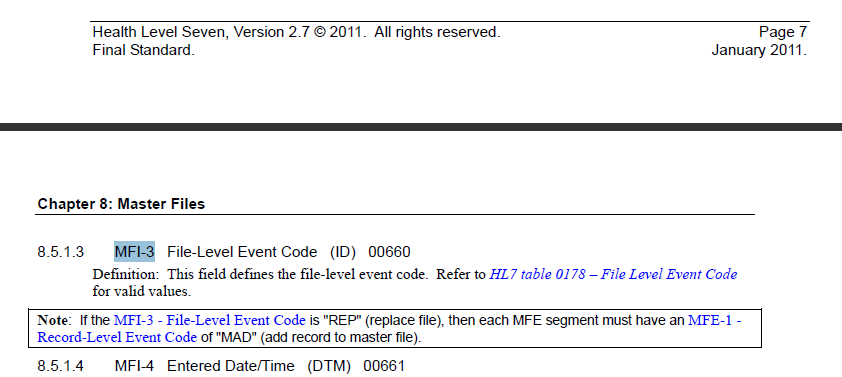 Health Level Seven, Version 2.7 © 2011.  All rights reserved. Page 7
Final Standard. January 2011.
Chapter 8: Master Files
8.5.1.3 MFI-3 File-Level Event Code (ID) 00660
Definition: This field defines the file-level event code. Refer to HL7 table 0178 – File Level Event Code
for valid values.
Note: If the MFI-3 - File-Level Event Code is "REP" (replace file), then each MFE segment must have an MFE-1 -
Record-Level Event Code of "MAD" (add record to master file).
8.5.1.4 MFI-4 Entered Date/Time (DTM) 00661